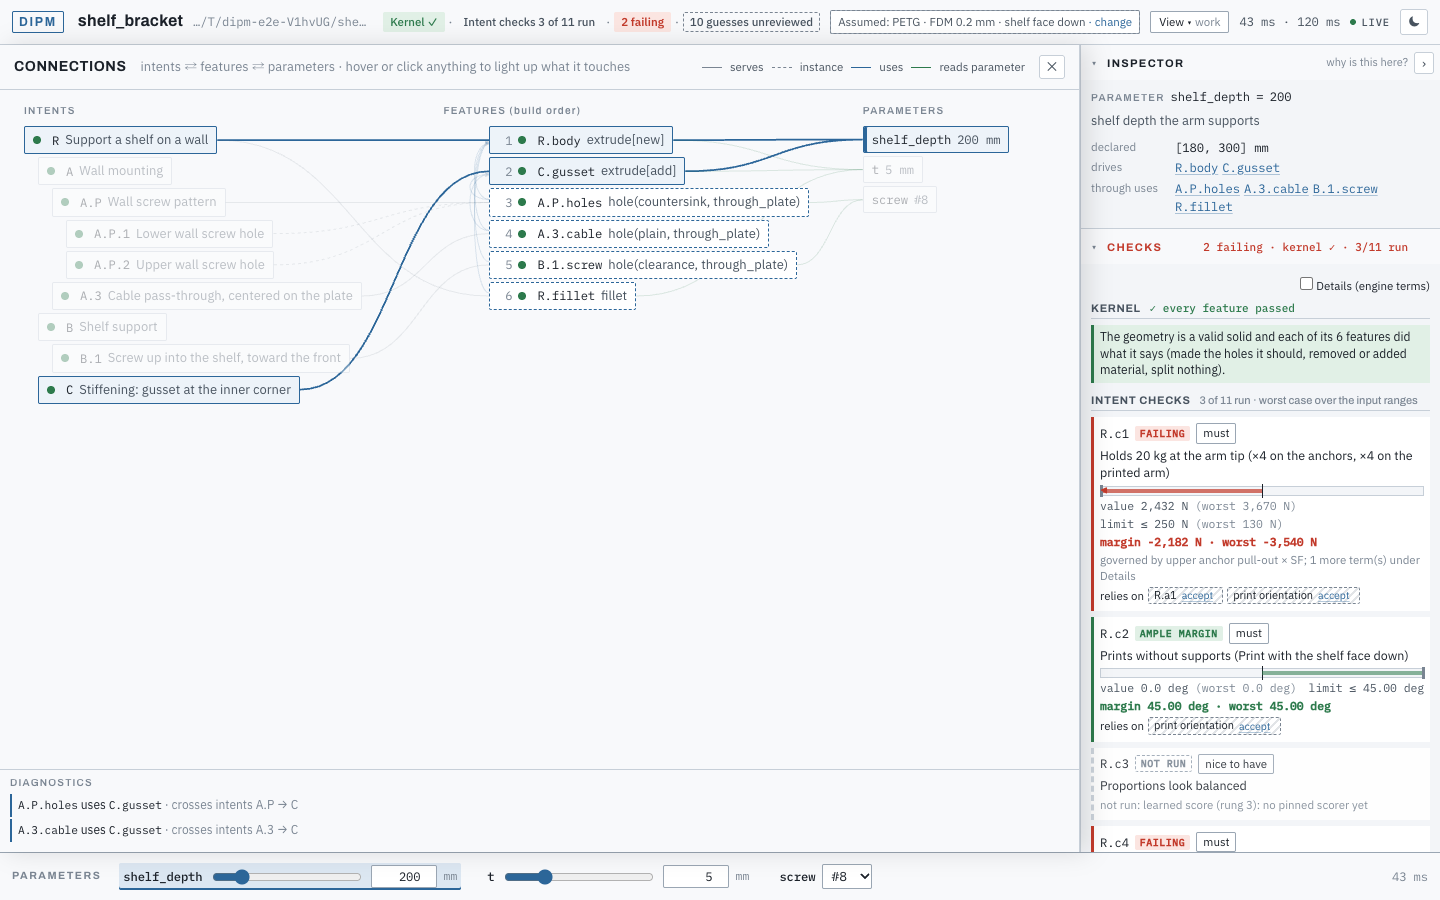 DIPM shelf_bracket …/T/dipm-e2e-V1hvUG/she… Kernel ✓ · Intent checks 3 of 11 run · 2 failing · 10 guesses unreviewed Assumed: PETG · FDM 0.2 mm · shelf face down · change View • work 43 ms · 120 ms LIVE
CONNECTIONS intents ⇄ features ⇄ parameters · hover or click anything to light up what it touches serves instance uses reads parameter ×
INTENTS FEATURES (build order) PARAMETERS
R Support a shelf on a wall 1 R.body extrude[new] shelf_depth 200 mm
A Wall mounting 2 C.gusset extrude[add] t 5 mm
A.P Wall screw pattern 3 A.P.holes hole(countersink, through_plate) screw #8
A.P.1 Lower wall screw hole 4 A.3.cable hole(plain, through_plate)
A.P.2 Upper wall screw hole 5 B.1.screw hole(clearance, through_plate)
A.3 Cable pass-through, centered on the plate 6 R.fillet fillet
B Shelf support
B.1 Screw up into the shelf, toward the front
C Stiffening: gusset at the inner corner
DIAGNOSTICS
A.P.holes uses C.gusset · crosses intents A.P → C
A.3.cable uses C.gusset · crosses intents A.3 → C
INSPECTOR why is this here? ›
PARAMETER shelf_depth = 200
shelf depth the arm supports
declared [180, 300] mm
drives R.body C.gusset
through uses A.P.holes A.3.cable B.1.screw
R.fillet
CHECKS 2 failing · kernel ✓ · 3/11 run
Details (engine terms)
KERNEL ✓ every feature passed
The geometry is a valid solid and each of its 6 features did
what it says (made the holes it should, removed or added
material, split nothing).
INTENT CHECKS 3 of 11 run · worst case over the input ranges
R.c1 FAILING must
Holds 20 kg at the arm tip (×4 on the anchors, ×4 on the
printed arm)
value 2,432 N (worst 3,670 N)
limit ≤ 250 N (worst 130 N)
margin -2,182 N · worst -3,540 N
governed by upper anchor pull-out × SF; 1 more term(s) under
Details
relies on R.a1 accept print orientation accept
R.c2 AMPLE MARGIN must
Prints without supports (Print with the shelf face down)
value 0.0 deg (worst 0.0 deg) limit ≤ 45.00 deg
margin 45.00 deg · worst 45.00 deg
relies on print orientation accept
R.c3 NOT RUN nice to have
Proportions look balanced
not run: learned score (rung 3): no pinned scorer yet
R.c4 FAILING must
PARAMETERS shelf_depth 200 mm t 5 mm screw #8 43 ms